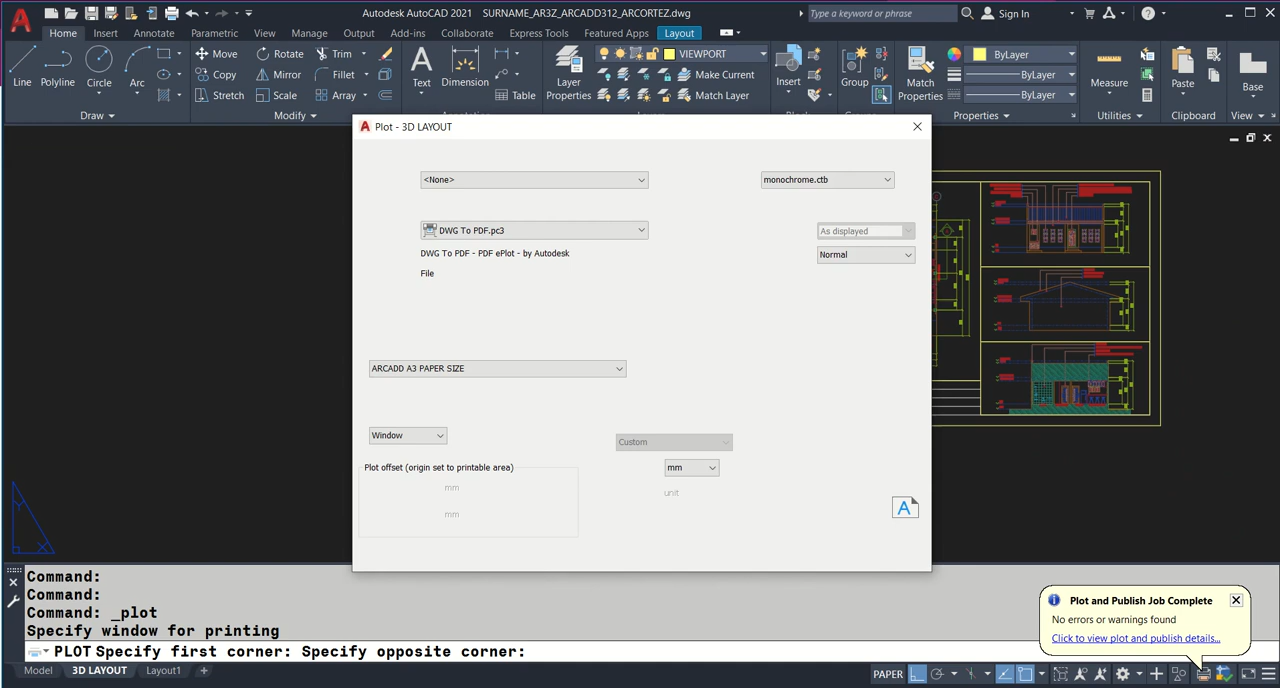 Autodesk AutoCAD 2021 SURNAME_AR3Z_ARCADD312_ARCORTEZ.dwg
Type a keyword or phrase
Sign In
Home Insert Annotate Parametric View Manage Output Add-ins Collaborate Express Tools Featured Apps Layout
Line Polyline Circle Arc
Move Rotate Trim
Copy Mirror Fillet
Stretch Scale Array
Text Dimension
Table
Layer
Properties
VIEWPORT
Make Current
Match Layer
Insert
Group
Match
Properties
ByLayer
ByLayer
ByLayer
Measure
Paste
Base
Draw Modify Properties Utilities Clipboard View
Plot - 3D LAYOUT
<None>
monochrome.ctb
DWG To PDF.pc3
As displayed
DWG To PDF - PDF ePlot - by Autodesk
Normal
File
ARCADD A3 PAPER SIZE
Window
Custom
Plot offset (origin set to printable area)
mm
mm
unit
mm
A
Y
X
Command:
Command:
Command: _plot
Specify window for printing
PLOT Specify first corner: Specify opposite corner:
Plot and Publish Job Complete
No errors or warnings found
Click to view plot and publish details...
Model 3D LAYOUT Layout1 +
PAPER